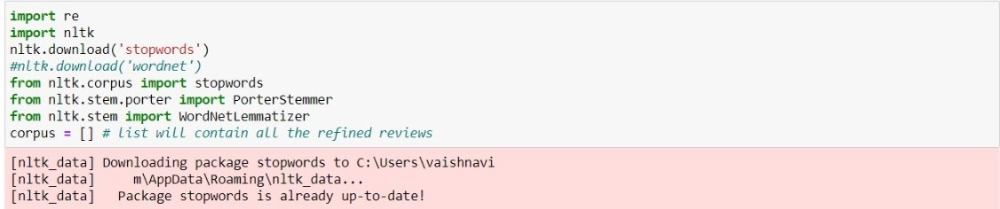 import re
import nltk
nltk.download('stopwords')
#nltk.download('wordnet')
from nltk.corpus import stopwords
from nltk.stem.porter import PorterStemmer
from nltk.stem import WordNetLemmatizer
corpus = [] # list will contain all the refined reviews
[nltk_data] Downloading package stopwords to C:\Users\vaishnavi
[nltk_data]     m\AppData\Roaming\nltk_data...
[nltk_data]   Package stopwords is already up-to-date!